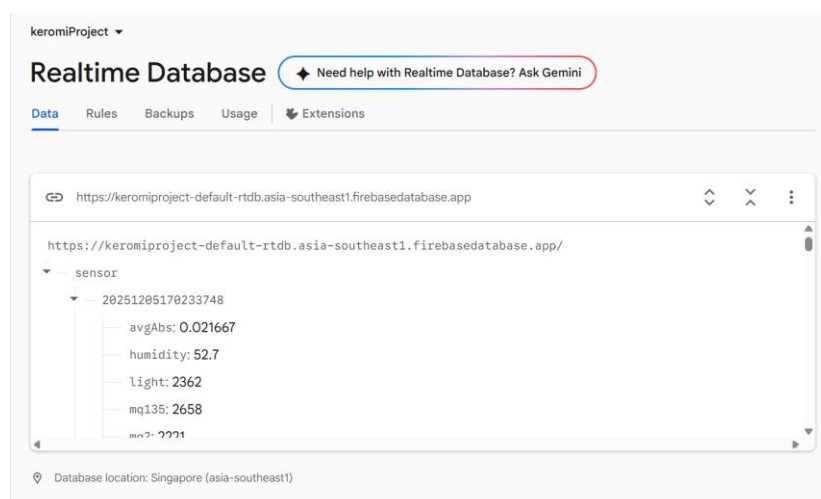 keromiProject
Realtime Database
Need help with Realtime Database? Ask Gemini
Data Rules Backups Usage Extensions
https://keromiproject-default-rtdb.asia-southeast1.firebasedatabase.app
https://keromiproject-default-rtdb.asia-southeast1.firebasedatabase.app/
sensor
20251205170233748
avgAbs: 0.021667
humidity: 52.7
light: 2362
mq135: 2658
mq2: 2221
Database location: Singapore (asia-southeast1)